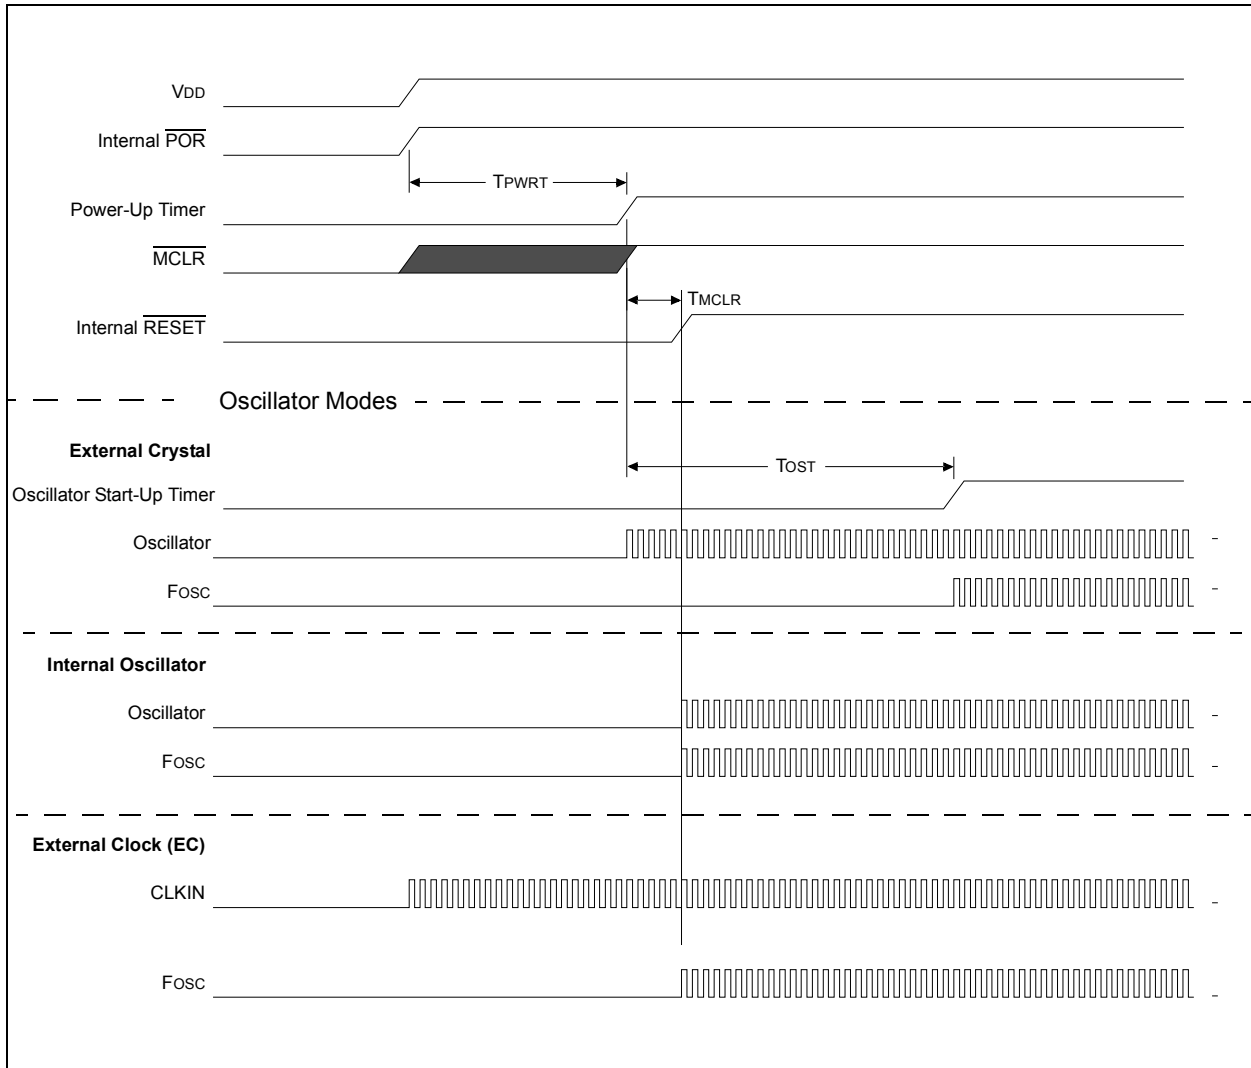 VDD
Internal POR
TPWRT
Power-Up Timer
MCLR
TMCLR
Internal RESET
Oscillator Modes
External Crystal
TOST
Oscillator Start-Up Timer
Oscillator
FOSC
Internal Oscillator
Oscillator
FOSC
External Clock (EC)
CLKIN
FOSC